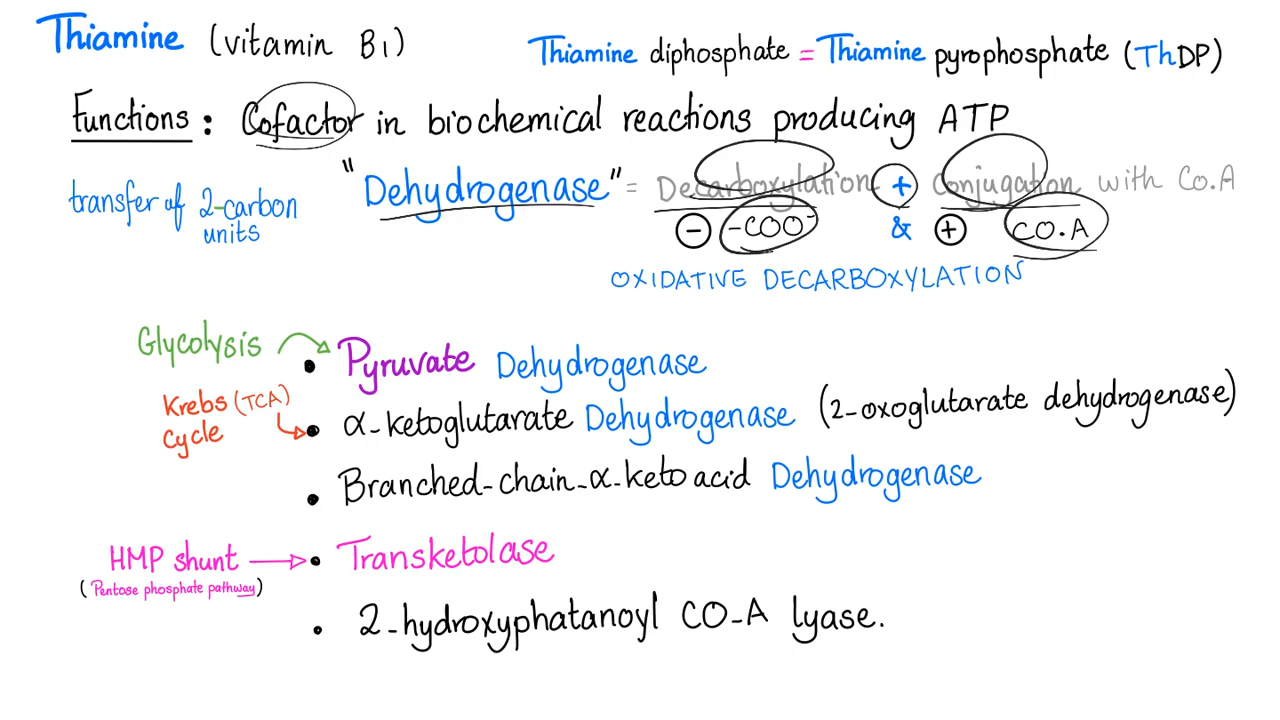 Thiamine (vitamin B1)
Thiamine diphosphate = Thiamine pyrophosphate (ThDP)
Functions: Cofactor in biochemical reactions producing ATP
transfer of 2-carbon units
"Dehydrogenase" = Decarboxylation + Conjugation with Co.A
- -COO⁻ & + CO.A
OXIDATIVE DECARBOXYLATION
Glycolysis
• Pyruvate Dehydrogenase
Krebs (TCA)
cycle
• α-ketoglutarate Dehydrogenase (2-oxoglutarate dehydrogenase)
• Branched-chain-α-keto acid Dehydrogenase
HMP shunt
(Pentose phosphate pathway)
• Transketolase
• 2-hydroxyphatanoyl CO-A lyase.